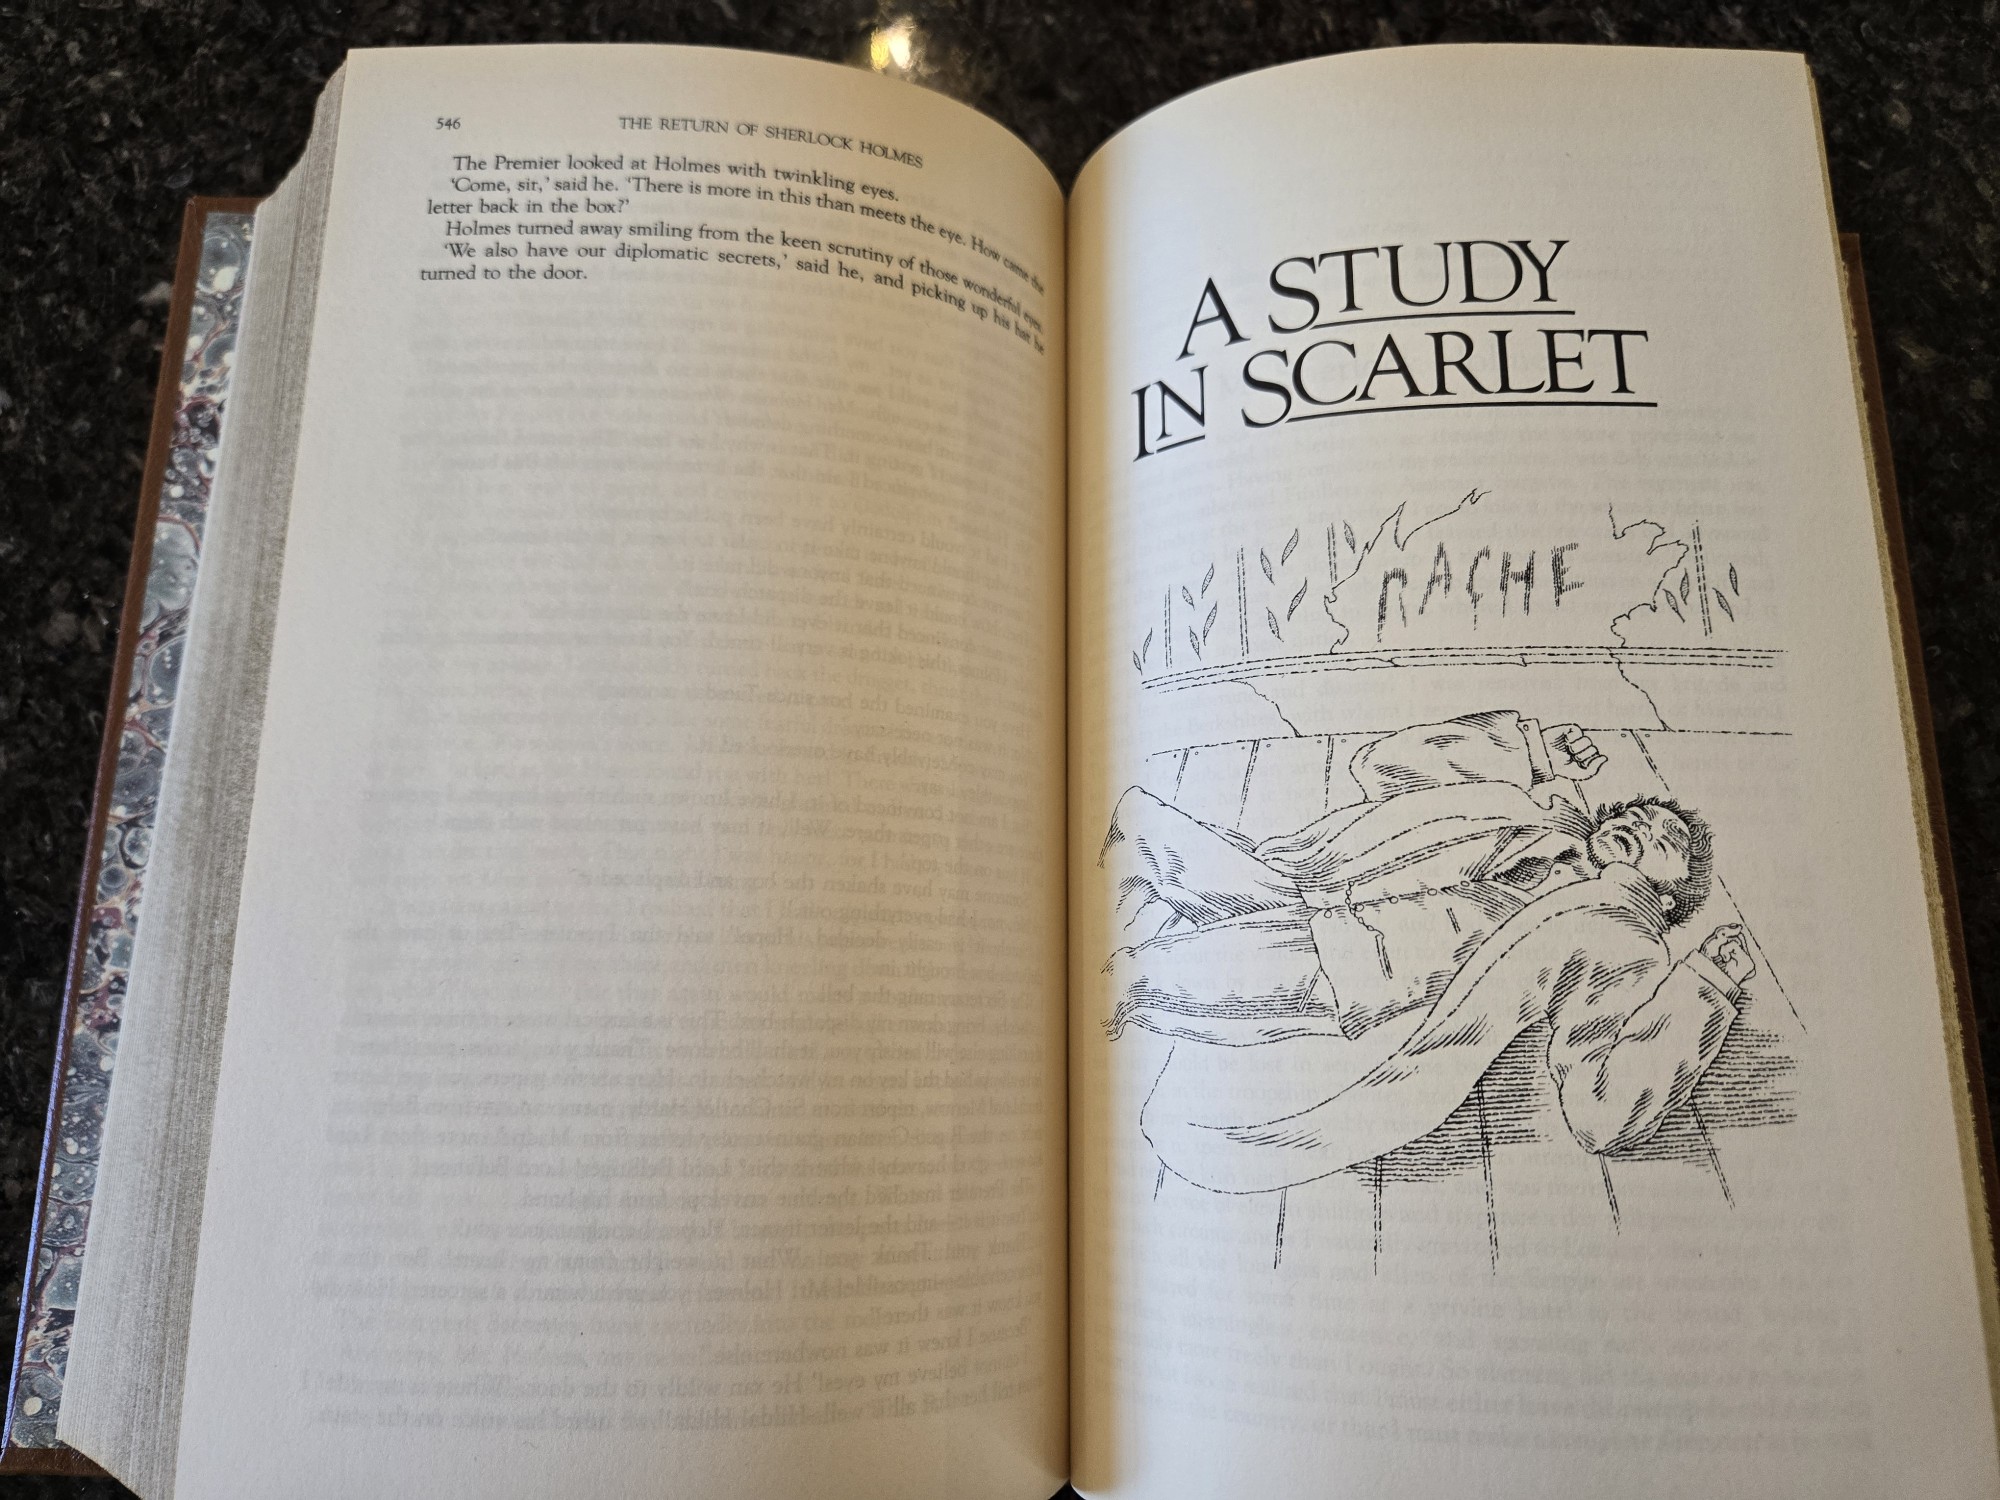 546
THE RETURN OF SHERLOCK HOLMES
The Premier looked at Holmes with twinkling eyes.
‘Come, sir,’ said he. ‘There is more in this than meets the eye. How came the
letter back in the box?’
Holmes turned away smiling from the keen scrutiny of those wonderful eyes.
‘We also have our diplomatic secrets,’ said he, and picking up his hat he
turned to the door.
A STUDY
IN SCARLET
RACHE